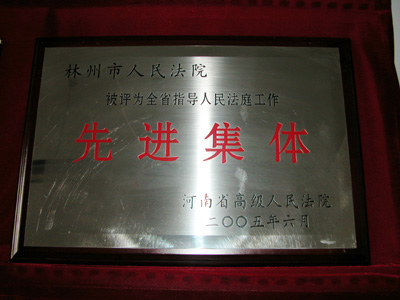 林州市人民法院
被评为全省指导人民法庭工作
先进集体
河南省高级人民法院
二〇〇五年六月